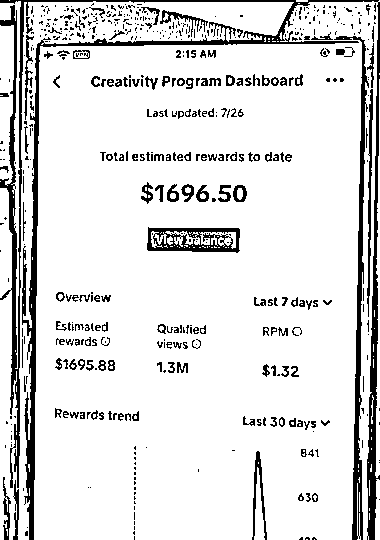 VPN
2:15 AM
Creativity Program Dashboard
Last updated: 7/26
Total estimated rewards to date
$1696.50
View balance
Overview
Last 7 days
Estimated rewards
Qualified views
RPM
$1695.88
1.3M
$1.32
Rewards trend
Last 30 days
841
630